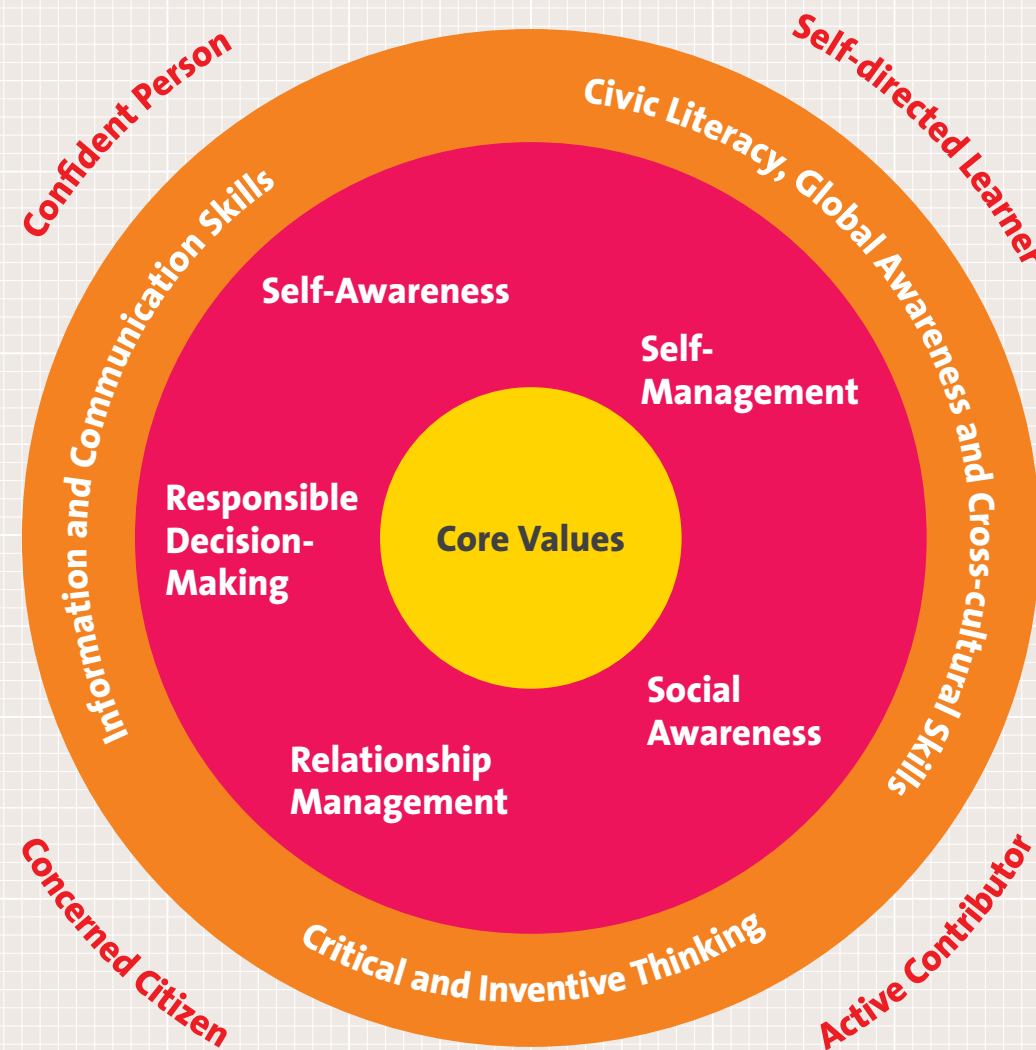 Confident Person
Self-directed Learner
Information and Communication Skills
Civic Literacy, Global Awareness and Cross-cultural Skills
Self-Awareness
Self-
Management
Core Values
Responsible
Decision-
Making
Social
Awareness
Relationship
Management
Critical and Inventive Thinking
Concerned Citizen
Active Contributor